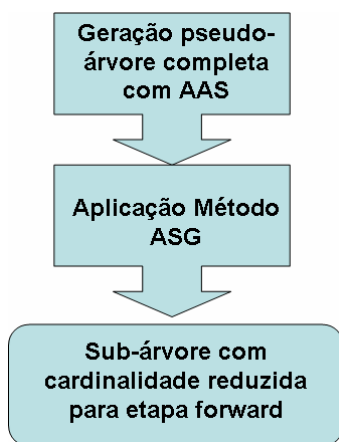 Geração pseudo-
árvore completa
com AAS
Aplicação Método
ASG
Sub-árvore com
cardinalidade reduzida
para etapa forward